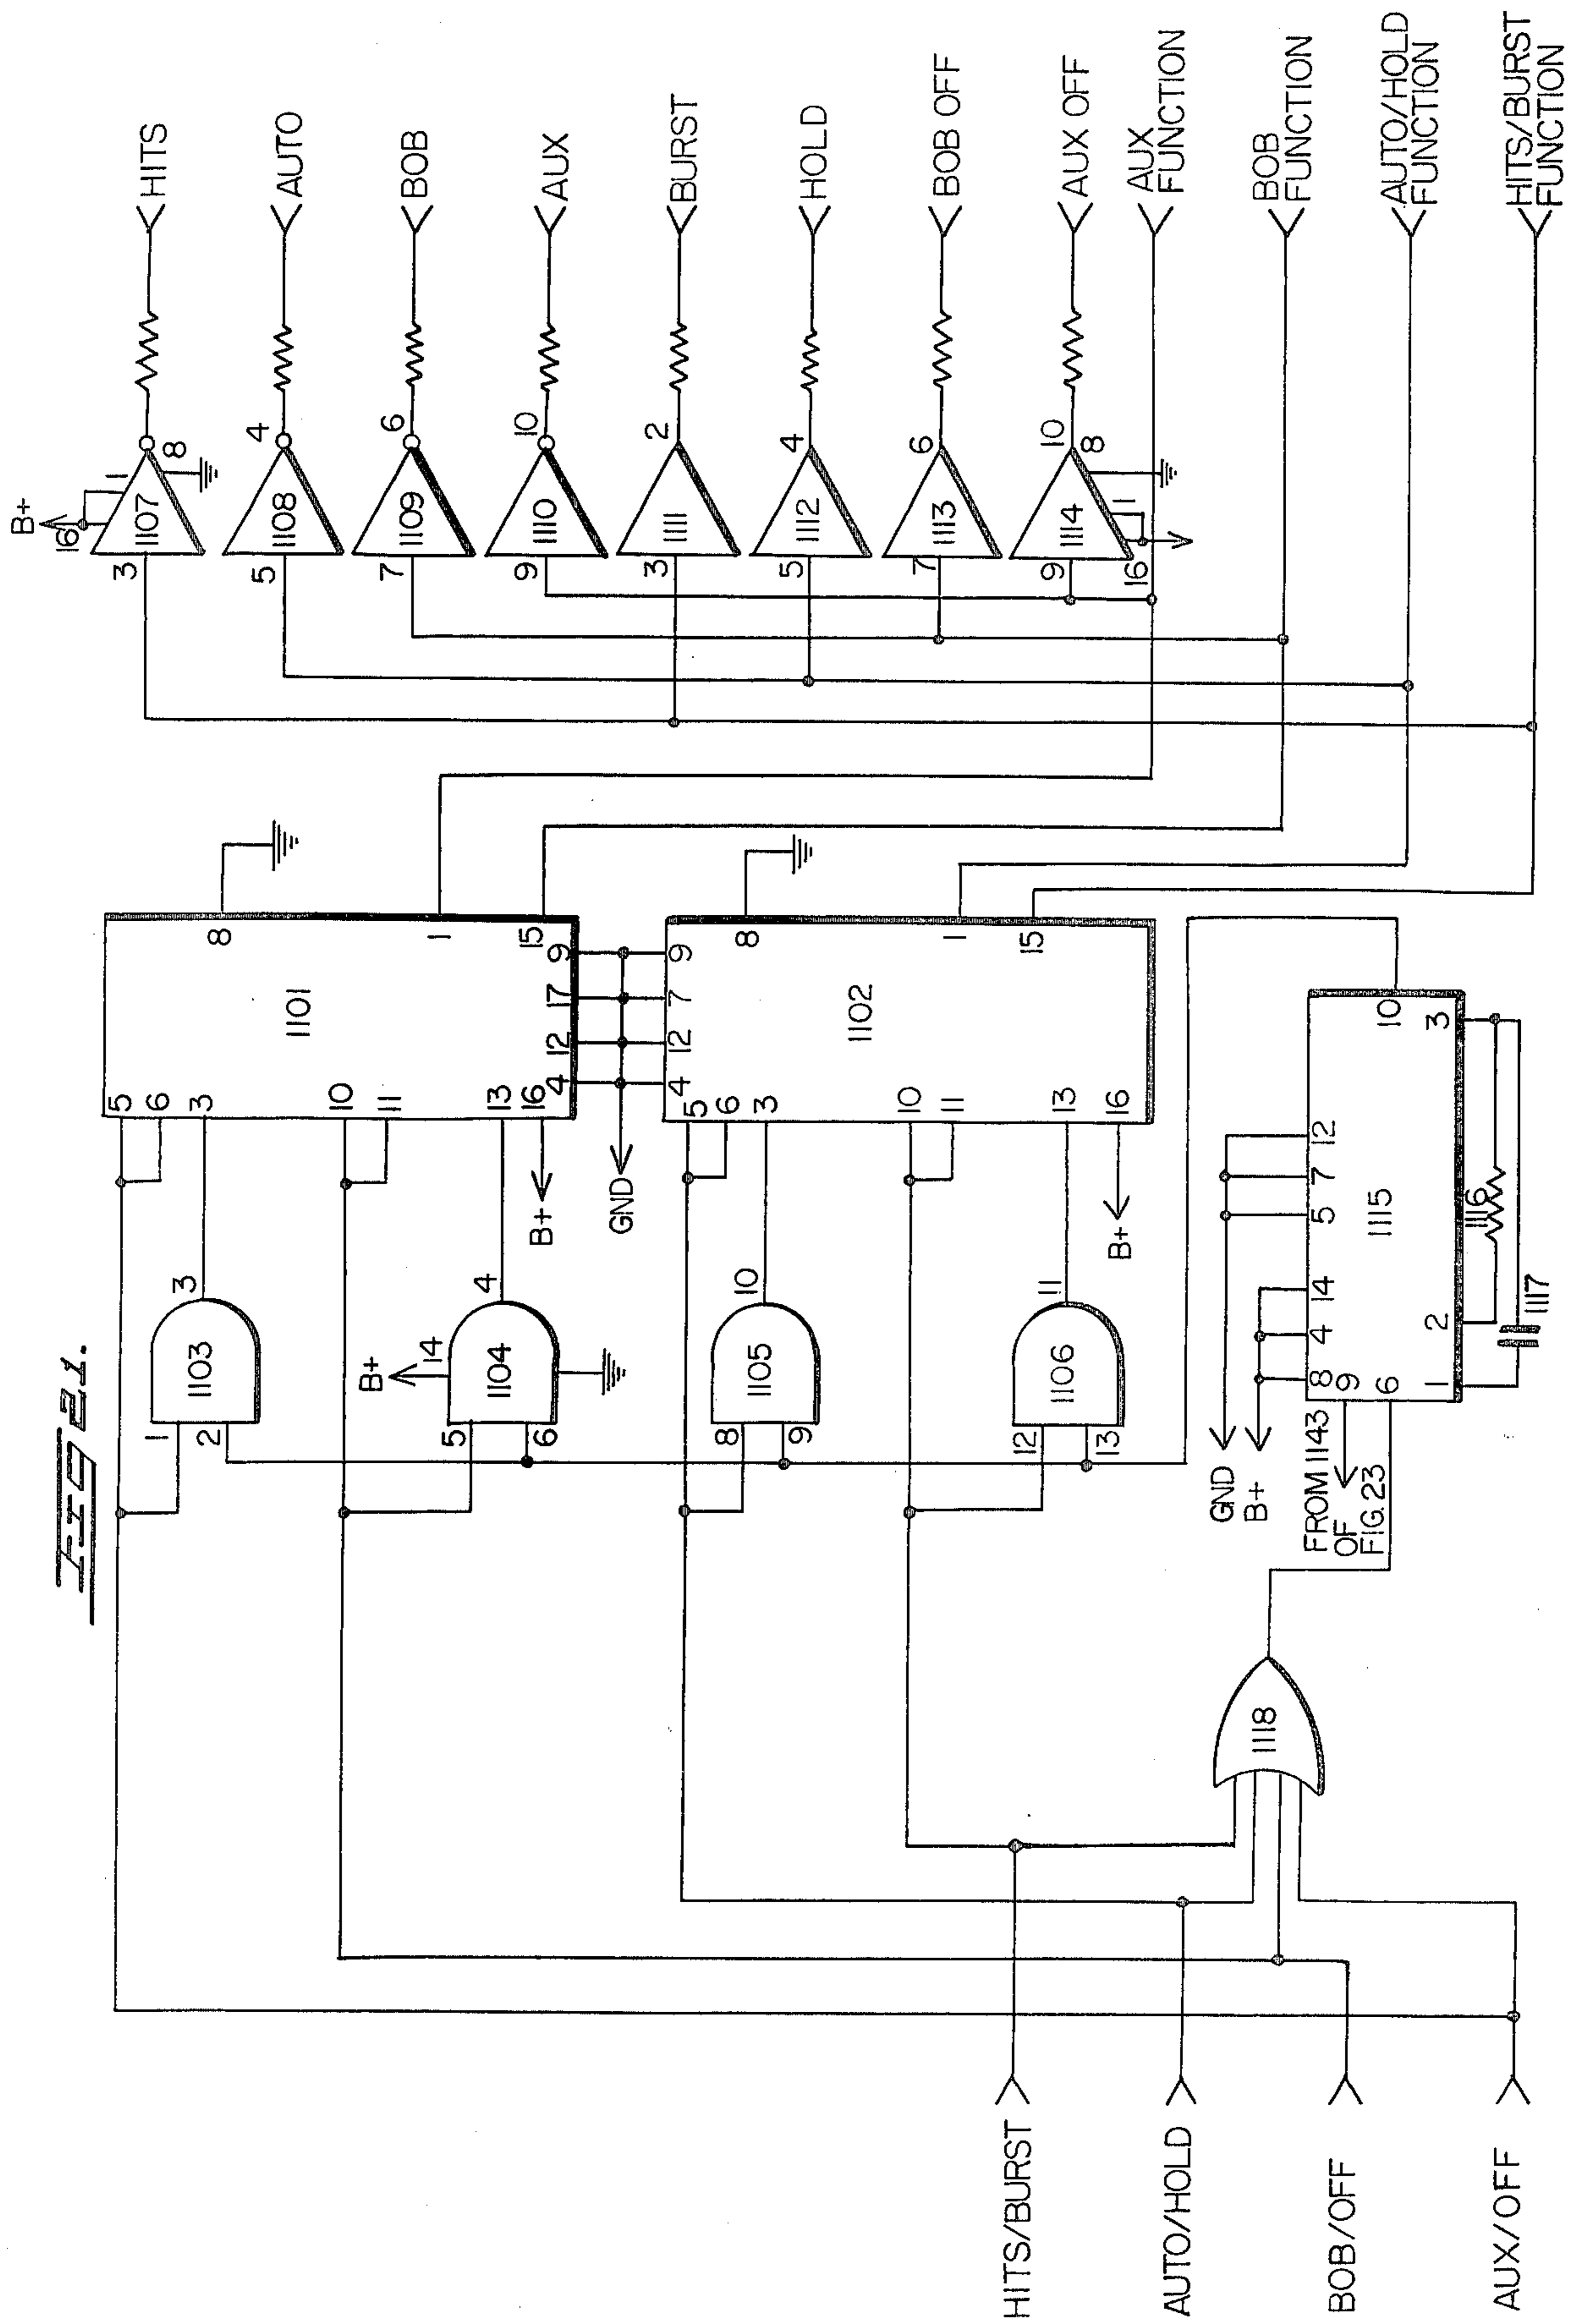 FIG 21.
HITS/BURST
AUTO/HOLD
BOB/OFF
AUX/OFF
1118
1
2
1103
3
5
6
1104
14
B+
4
8
9
1105
10
12
13
1106
11
5
6
3
10
11
13
16
B+
1101
8
1
15
4
12
17
9
GND
4
12
7
9
5
6
3
10
11
13
16
B+
1102
8
1
15
GND
B+
FROM 1143
OF
FIG. 23
8
4
14
5
7
12
9
6
1115
10
1
2
3
1116
1117
B+
16
1
3
1107
8
HITS
5
1108
4
AUTO
7
1109
6
BOB
9
1110
10
AUX
3
1111
2
BURST
5
1112
4
HOLD
7
1113
6
BOB OFF
9
1114
10
8
1
16
AUX OFF
AUX
FUNCTION
BOB
FUNCTION
AUTO/HOLD
FUNCTION
HITS/BURST
FUNCTION